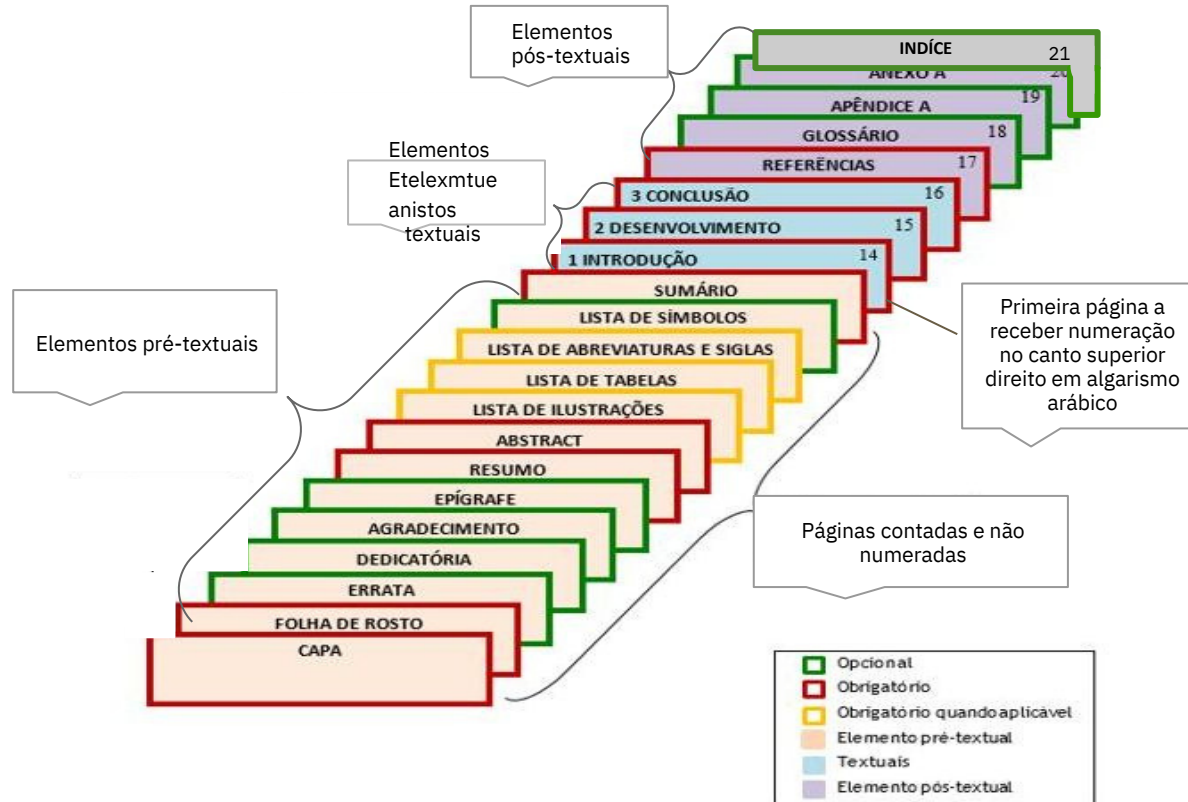 Elementos
pós-textuais
INDÍCE 21
ANEXO A 20
APÊNDICE A 19
GLOSSÁRIO 18
REFERÊNCIAS 17
Elementos
Etelexmtue
anistos
textuais
3 CONCLUSÃO 16
2 DESENVOLVIMENTO 15
1 INTRODUÇÃO 14
SUMÁRIO
LISTA DE SÍMBOLOS
LISTA DE ABREVIATURAS E SIGLAS
LISTA DE TABELAS
LISTA DE ILUSTRAÇÕES
ABSTRACT
RESUMO
EPÍGRAFE
AGRADECIMENTO
DEDICATÓRIA
ERRATA
FOLHA DE ROSTO
CAPA
Elementos pré-textuais
Primeira página a
receber numeração
no canto superior
direito em algarismo
arábico
Páginas contadas e não
numeradas
Opcional
Obrigatório
Obrigatório quando aplicável
Elemento pré-textual
Textuais
Elemento pós-textual